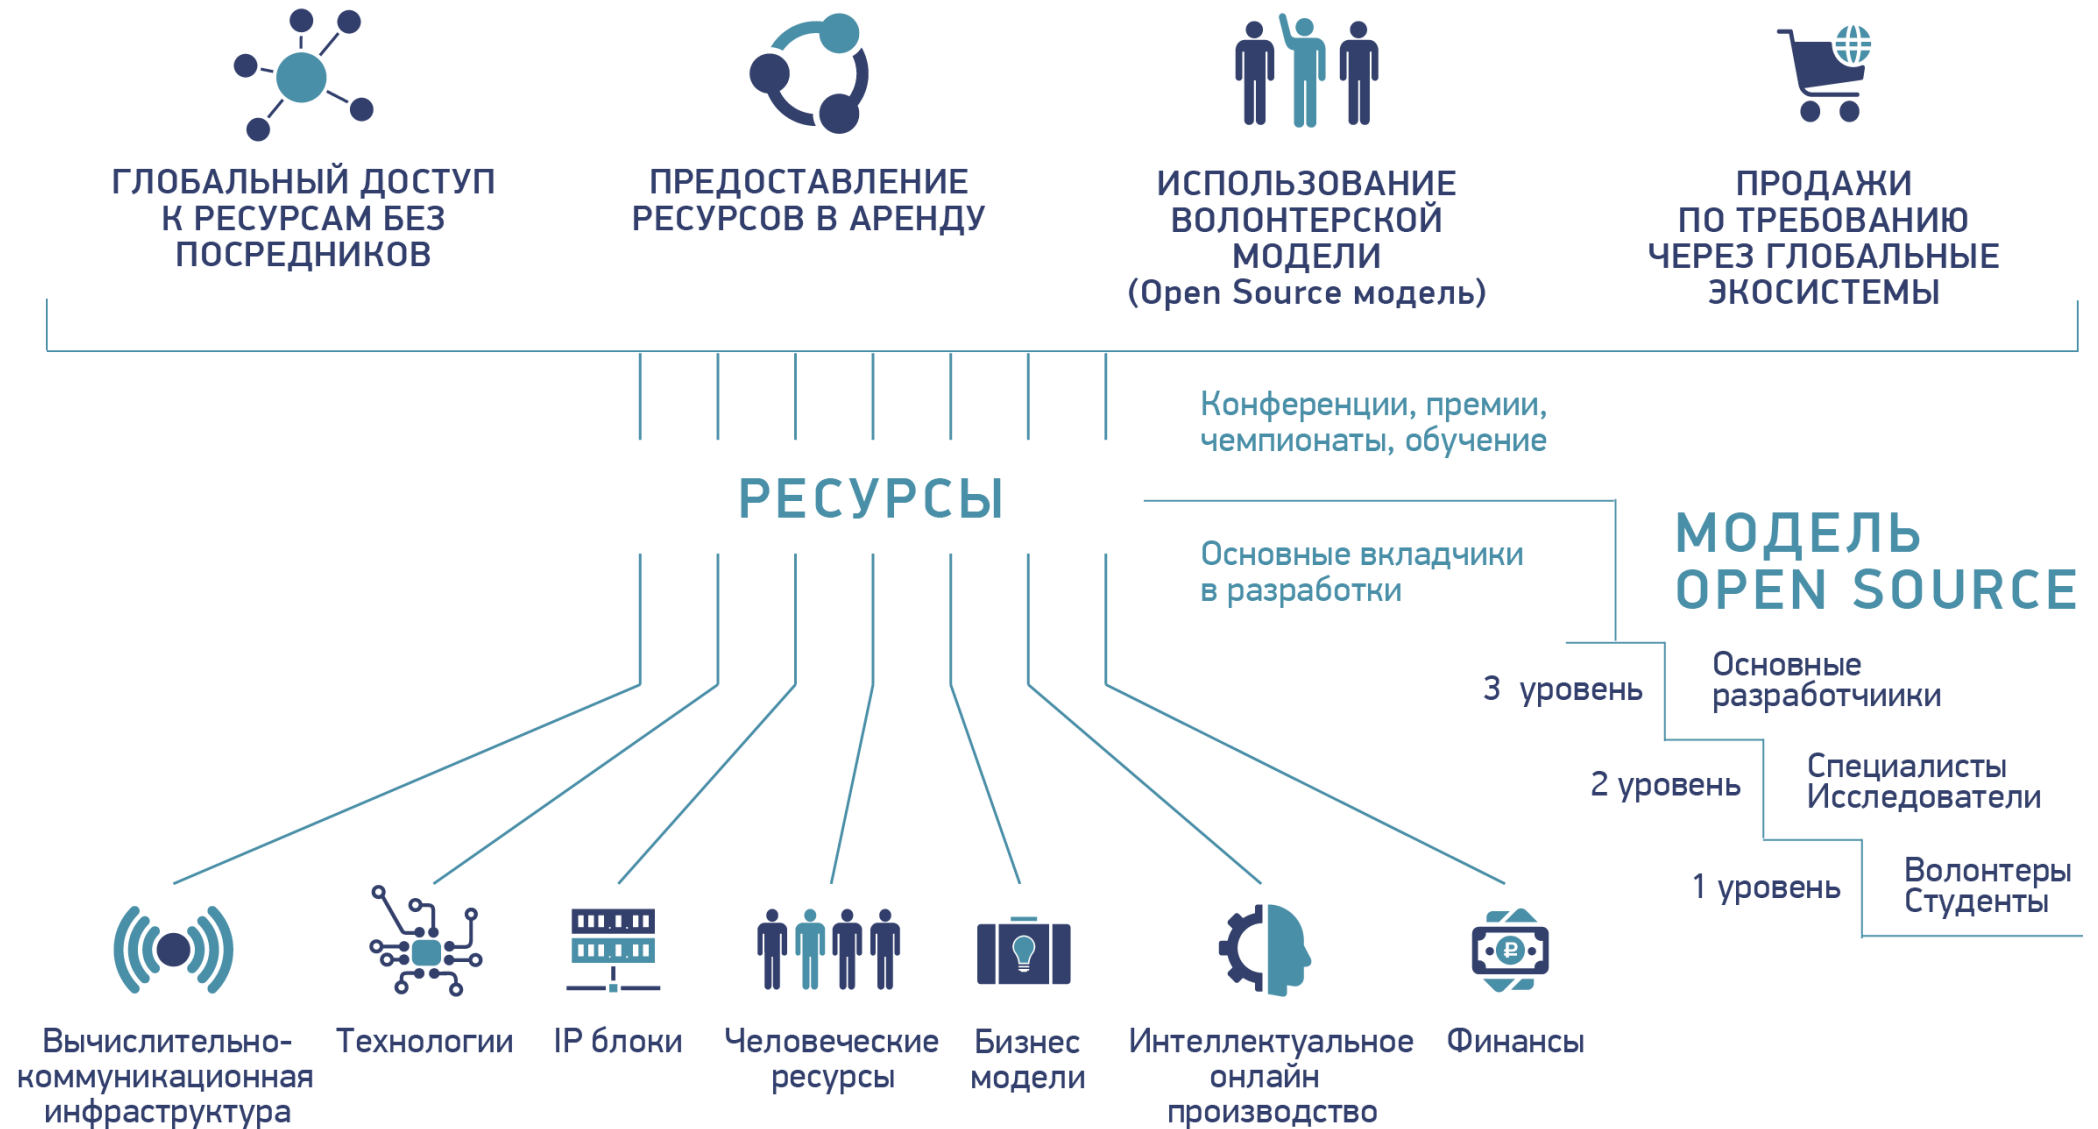 ГЛОБАЛЬНЫЙ ДОСТУП
К РЕСУРСАМ БЕЗ
ПОСРЕДНИКОВ
ПРЕДОСТАВЛЕНИЕ
РЕСУРСОВ В АРЕНДУ
ИСПОЛЬЗОВАНИЕ
ВОЛОНТЕРСКОЙ
МОДЕЛИ
(Open Source модель)
ПРОДАЖИ
ПО ТРЕБОВАНИЮ
ЧЕРЕЗ ГЛОБАЛЬНЫЕ
ЭКОСИСТЕМЫ
Конференции, премии,
чемпионаты, обучение
РЕСУРСЫ
Основные вкладчики
в разработки
МОДЕЛЬ
OPEN SOURCE
3 уровень
Основные
разработчиики
2 уровень
Специалисты
Исследователи
1 уровень
Волонтеры
Студенты
Вычислительно-
коммуникационная
инфраструктура
Технологии
IP блоки
Человеческие
ресурсы
Бизнес
модели
Интеллектуальное
онлайн
производство
Финансы